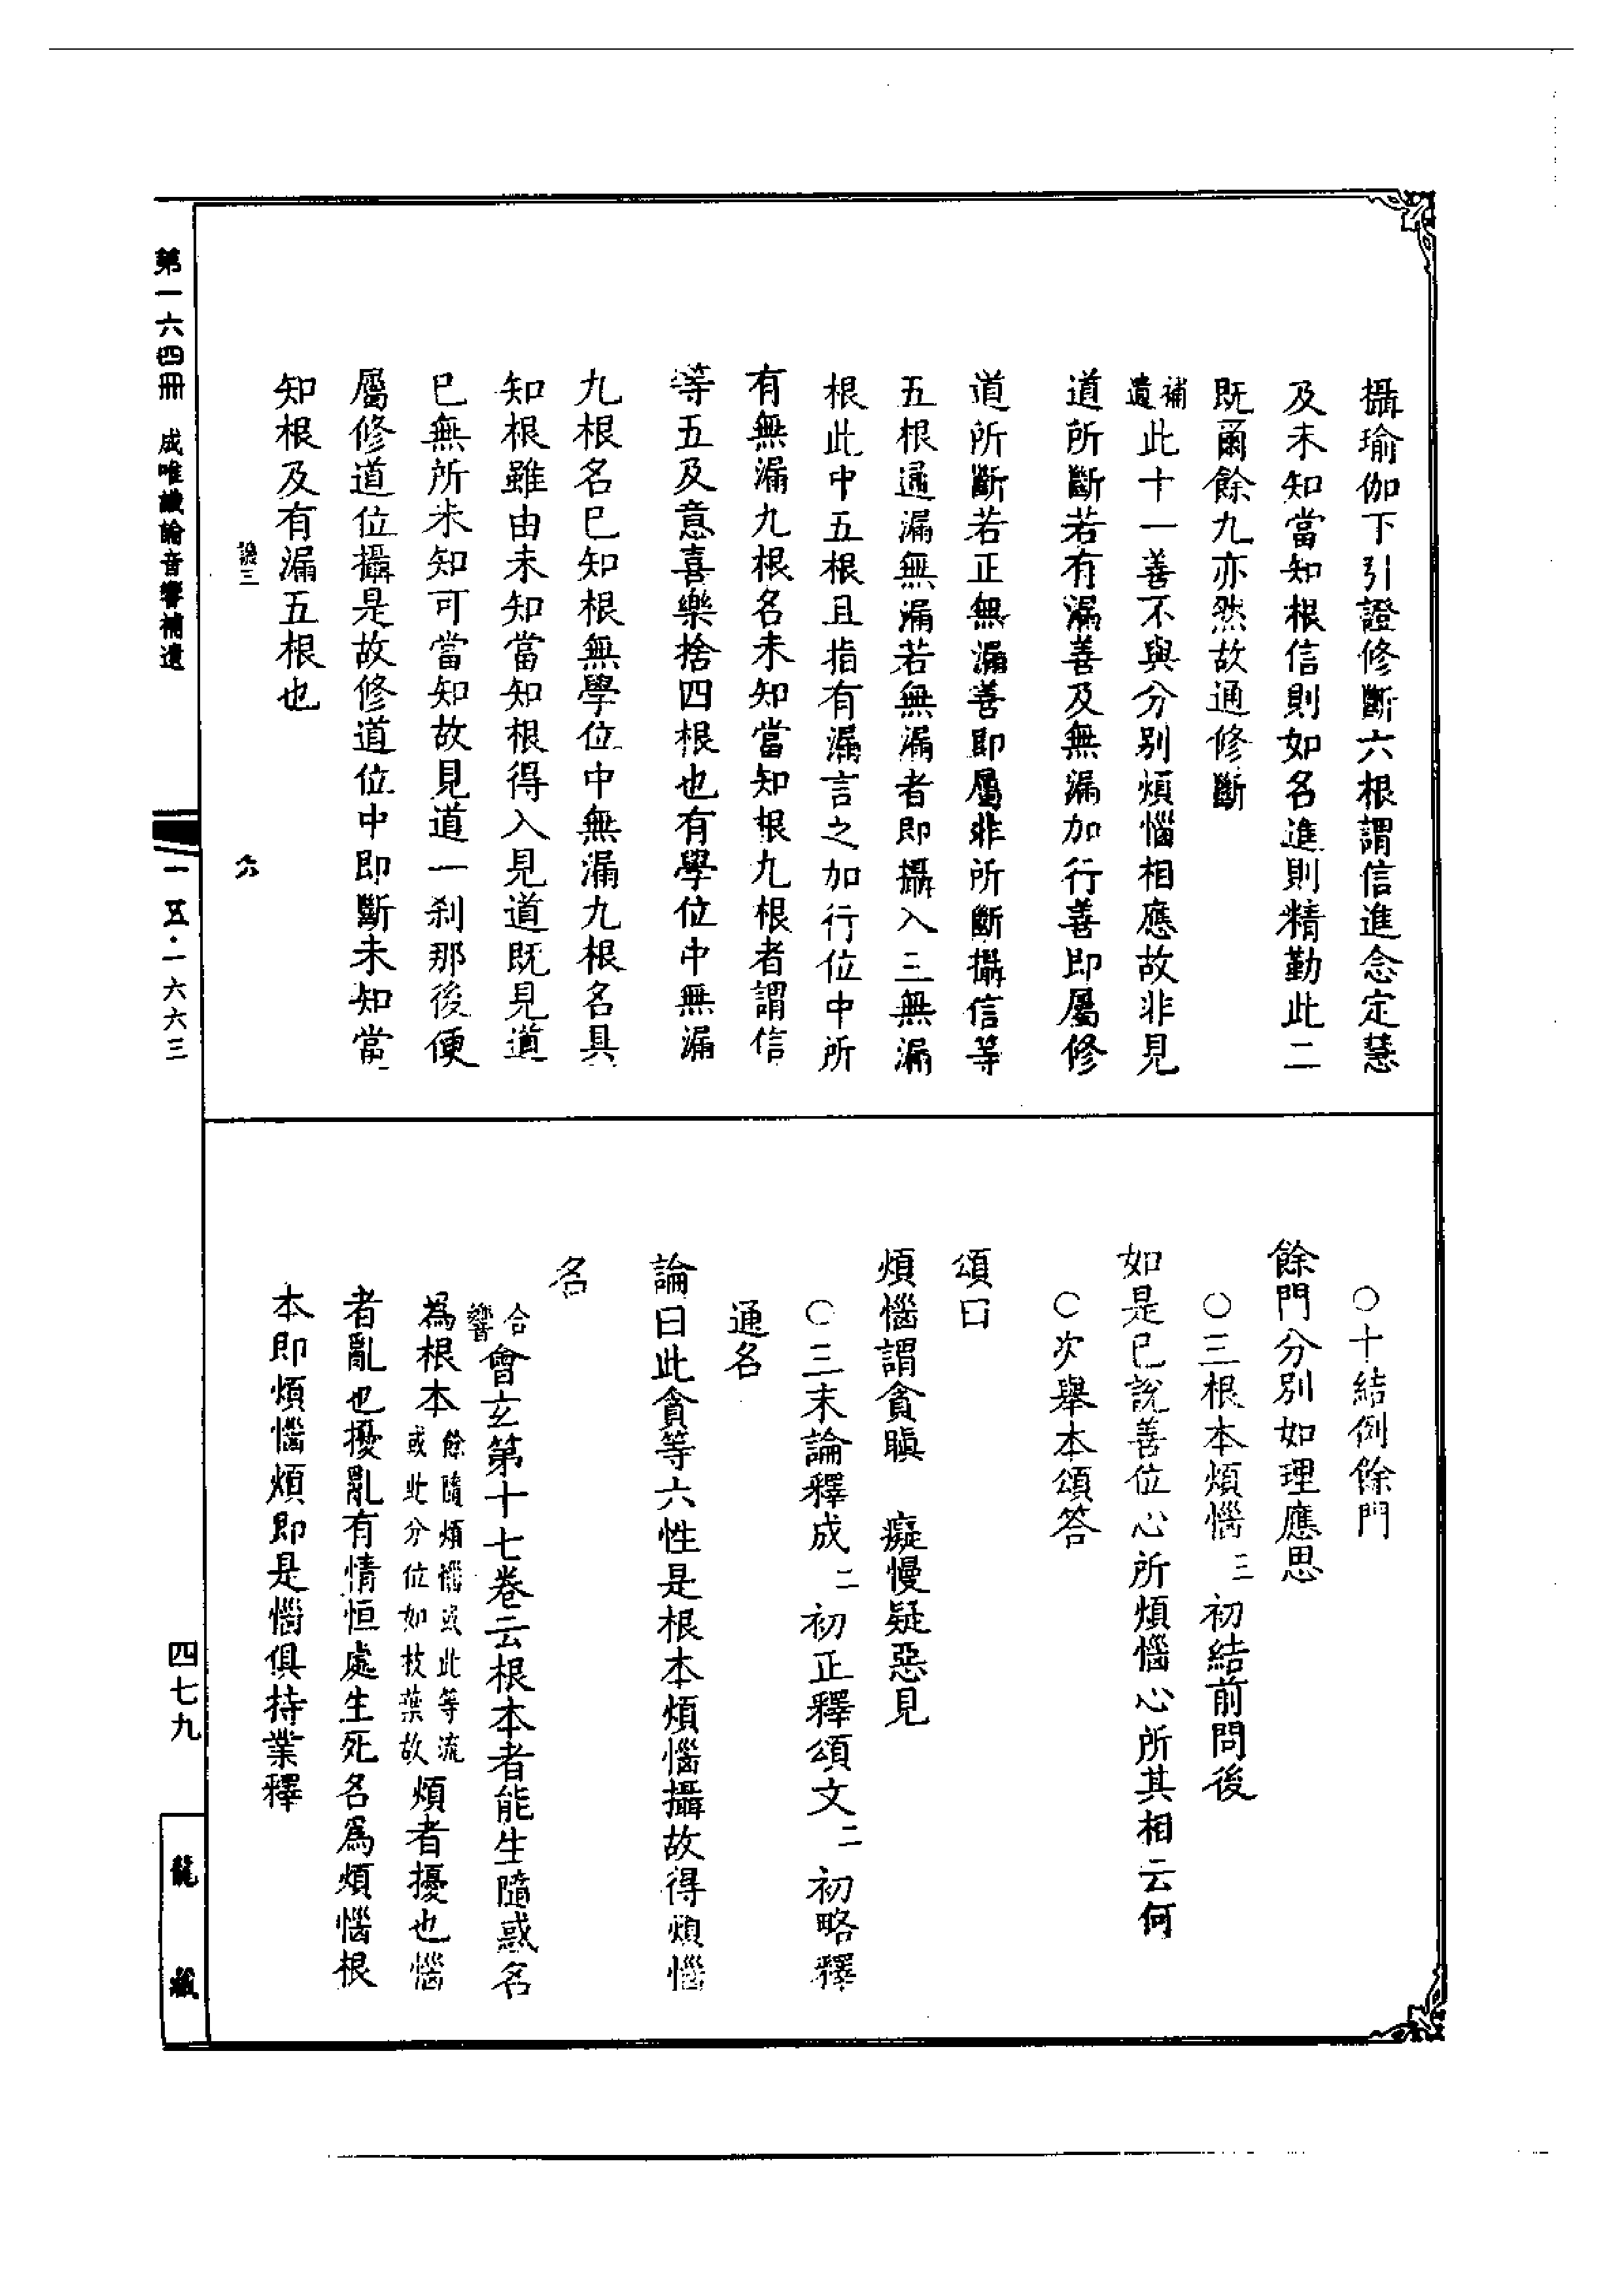 攝瑜伽下引證修斷六根謂信進念定慧
及未知當知根信則如名進則精勤此二
既爾餘九亦然故通修斷
補遺此十一善不與分別煩惱相應故非見
道所斷若有漏善及無漏加行善即屬修
道所斷若正無漏善即屬非所斷攝信等
五根通漏無漏若無漏者即攝入三無漏
根此中五根且指有漏言之加行位中所
有無漏九根名未知當知根九根者謂信
等五及意喜樂捨四根也有學位中無漏
九根名已知根無學位中無漏九根名具
知根雖由未知當知根得入見道既見道
已無所未知可當知故見道一剎那後便
屬修道位攝是故修道位中即斷未知當
知根及有漏五根也
譏三
六
○十結例餘門
餘門分別如理應思
○三根本煩惱三初結前問後
如是已說善位心所煩惱心所其相云何
○次舉本頌答
頌曰
煩惱謂貪瞋 癡慢疑惡見
○三末論釋成二初正釋頌文二初略釋
通名
論曰此貪等六性是根本煩惱攝故得煩惱
名
合響會玄第十七卷云根本者能生隨惑名
為根本餘隨煩惱或此等流或此分位如枝葉故煩者擾也惱
者亂也擾亂有情恒處生死名為煩惱根
本即煩惱煩即是惱俱持業釋
第一六四冊 成唯識論音響補遺
一五·一六六三
四七九
龍藏